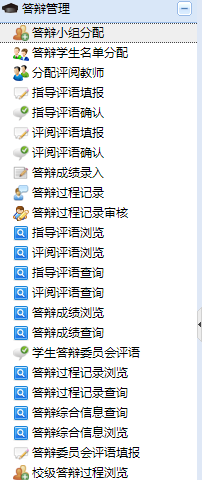 答辩管理
答辩小组分配
答辩学生名单分配
分配评阅教师
指导评语填报
指导评语确认
评阅评语填报
评阅评语确认
答辩成绩录入
答辩过程记录
答辩过程记录审核
指导评语浏览
评阅评语浏览
指导评语查询
评阅评语查询
答辩成绩浏览
答辩成绩查询
学生答辩委员会评语
答辩过程记录浏览
答辩过程记录查询
答辩综合信息查询
答辩综合信息浏览
答辩委员会评语填报
校级答辩过程浏览